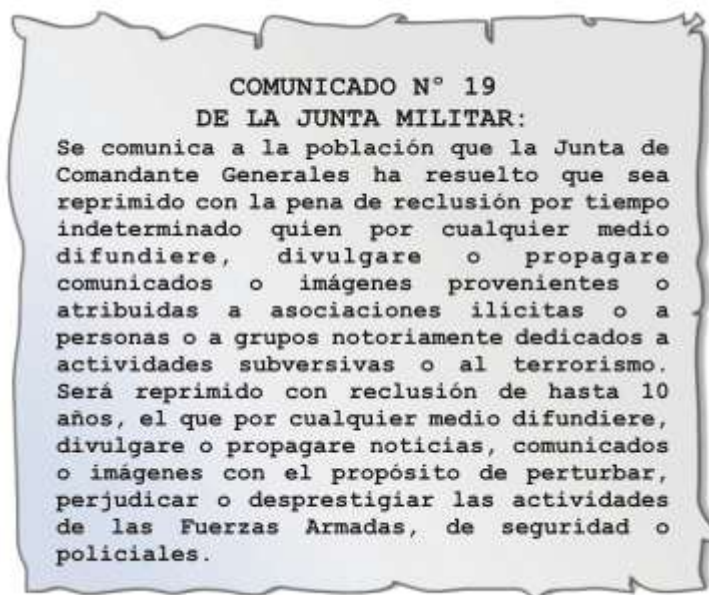 COMUNICADO N° 19
DE LA JUNTA MILITAR:
Se comunica a la población que la Junta de
Comandante Generales ha resuelto que sea
reprimido con la pena de reclusión por tiempo
indeterminado quien por cualquier medio
difundiere, divulgare o propagare
comunicados o imágenes provenientes o
atribuidas a asociaciones ilícitas o a
personas o a grupos notoriamente dedicados a
actividades subversivas o al terrorismo.
Será reprimido con reclusión de hasta 10
años, el que por cualquier medio difundiere,
divulgare o propagare noticias, comunicados
o imágenes con el propósito de perturbar,
perjudicar o desprestigiar las actividades
de las Fuerzas Armadas, de seguridad o
policiales.